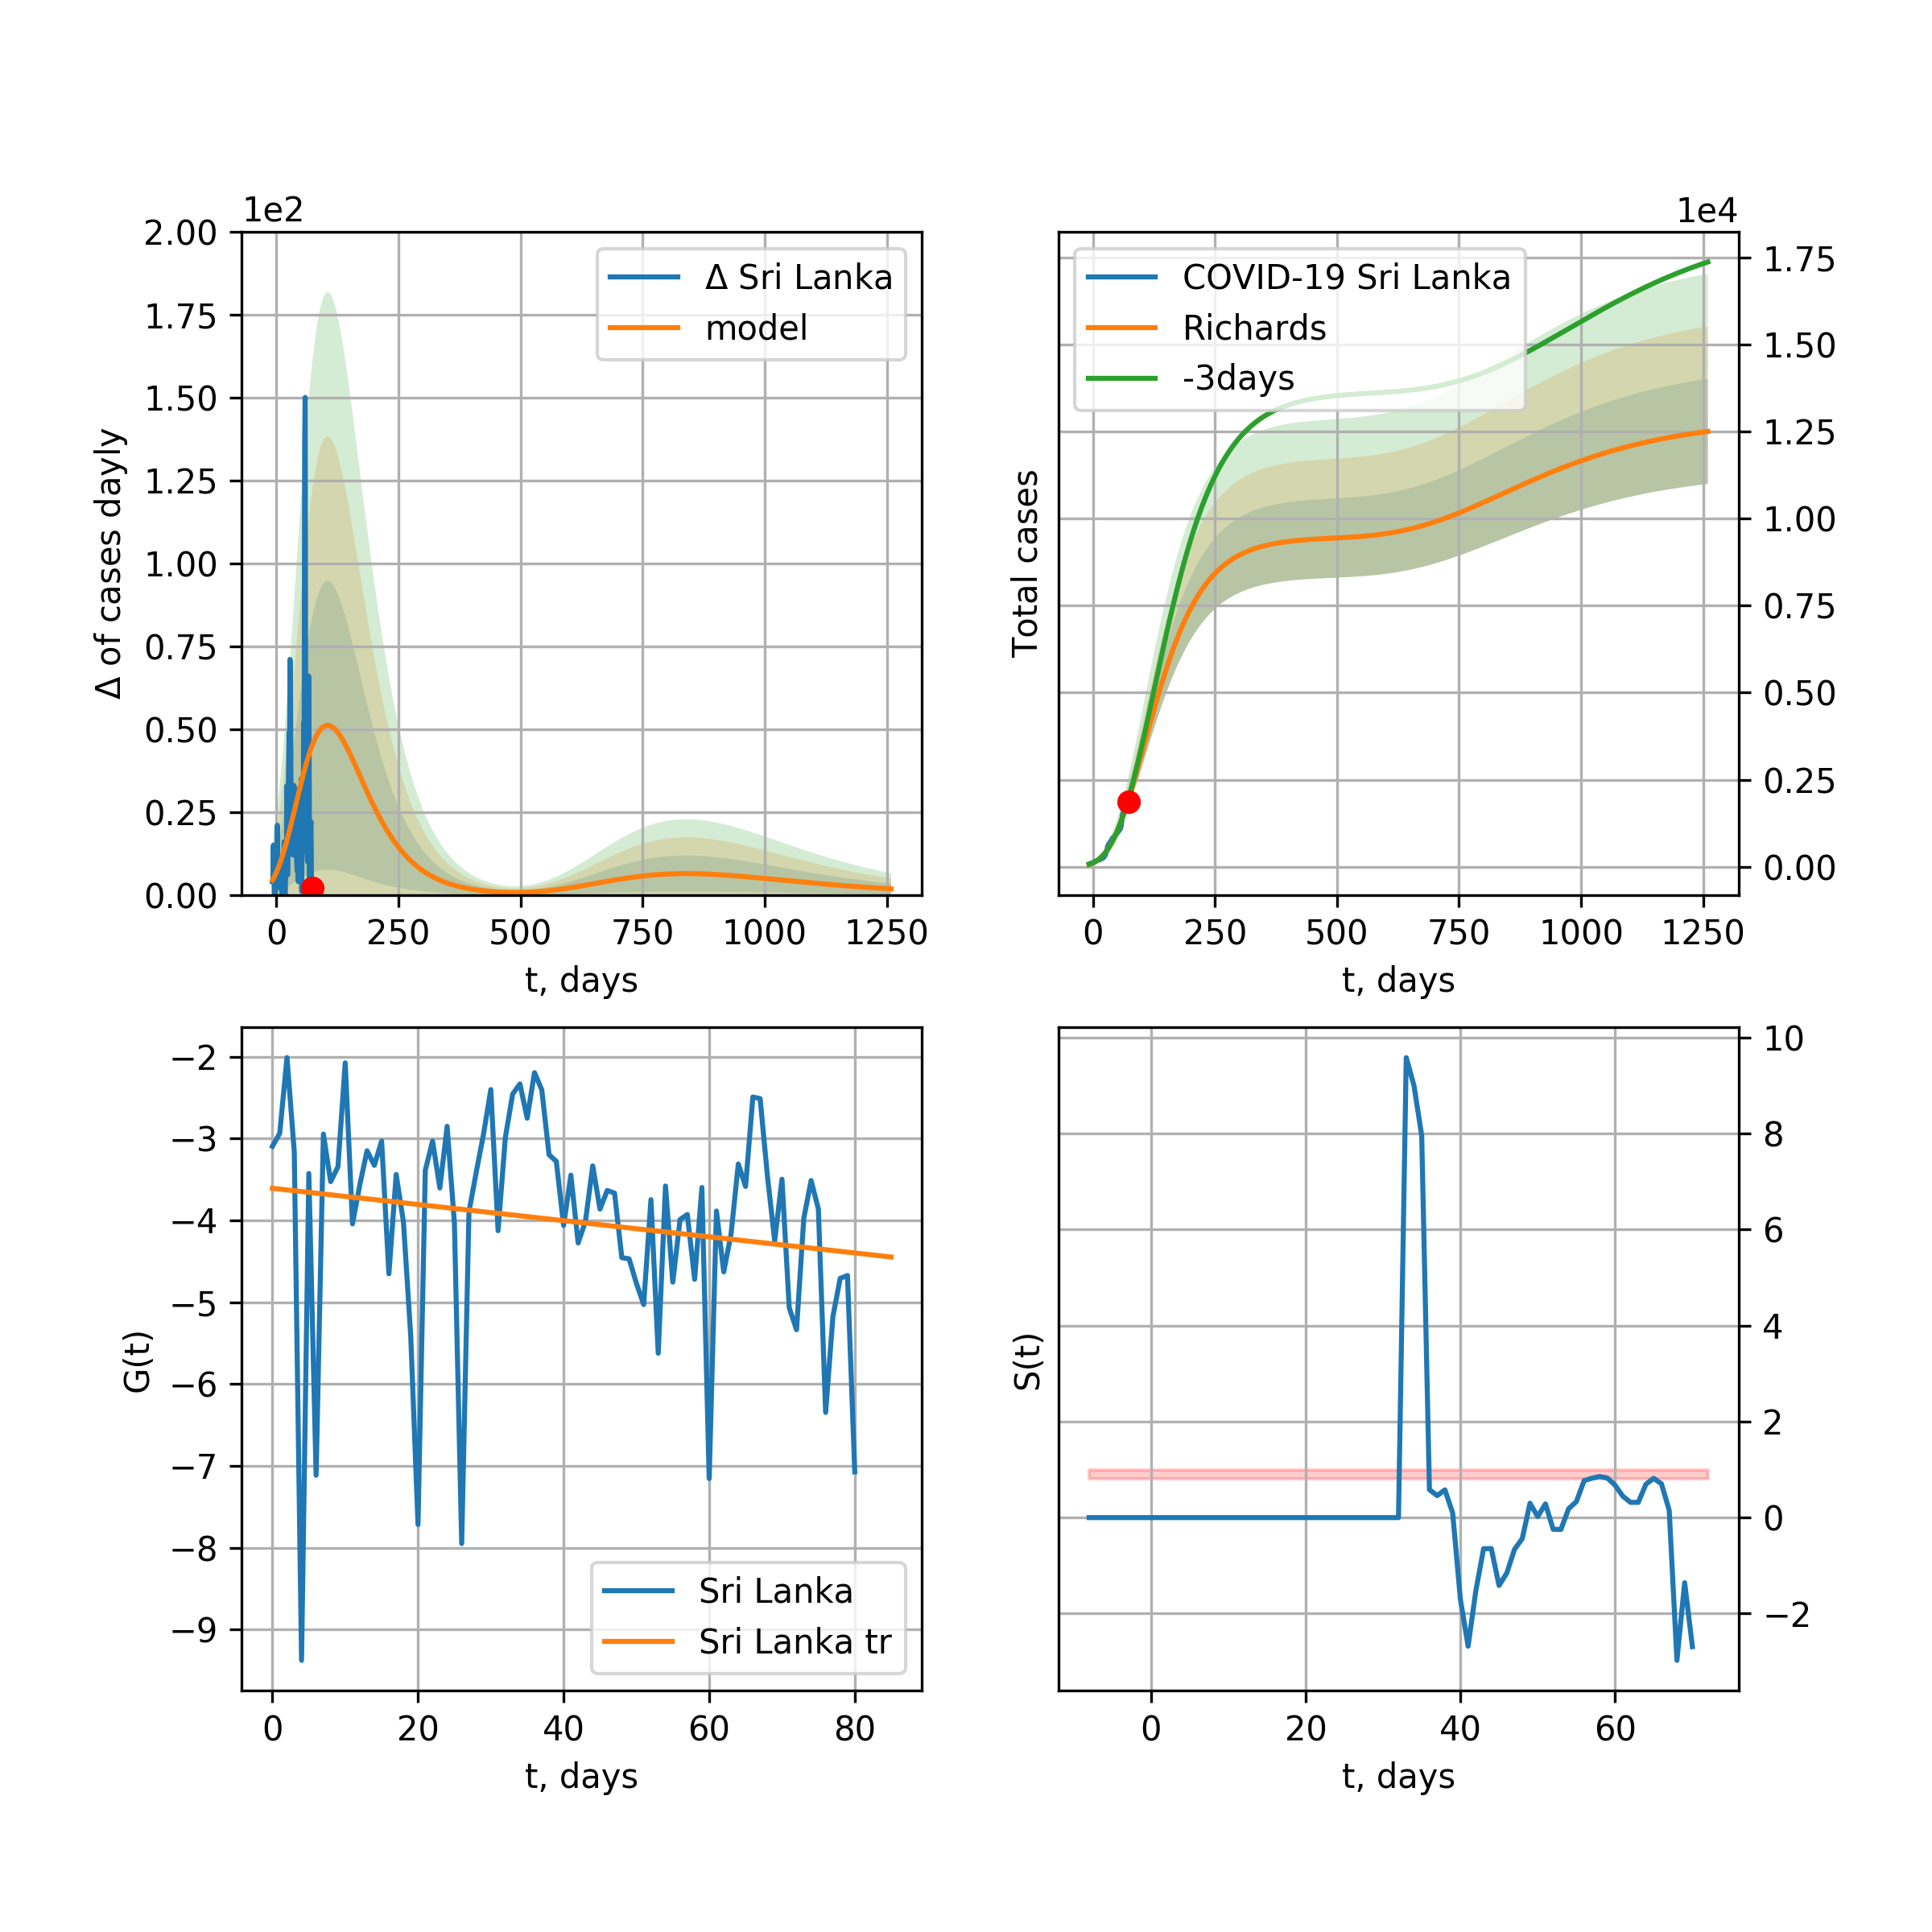 1e2
2.00
1.75
1.50
1.25
1.00
0.75
0.50
0.25
0.00
Δ of cases dayly
Δ Sri Lanka
model
0 250 500 750 1000 1250
t, days
1e4
COVID-19 Sri Lanka
Richards
-3days
Total cases
1.75
1.50
1.25
1.00
0.75
0.50
0.25
0.00
0 250 500 750 1000 1250
t, days
−2
−3
−4
−5
−6
−7
−8
−9
G(t)
Sri Lanka
Sri Lanka tr
0 20 40 60 80
t, days
S(t)
10
8
6
4
2
0
−2
0 20 40 60
t, days